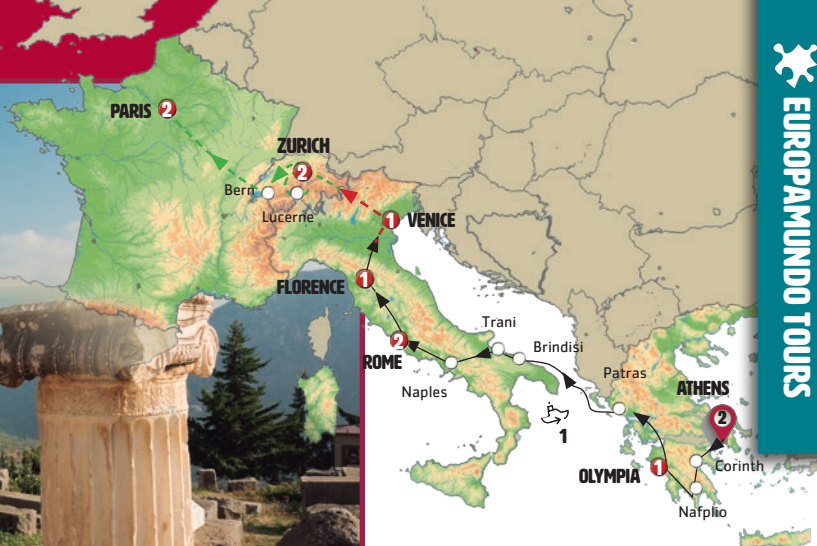 PARIS 2
ZURICH
2
Bern
Lucerne
1 VENICE
FLORENCE 1
Trani
Brindisi
2
ROME
Naples
Patras
ATHENS
2
1
Corinth
OLYMPIA 1
Nafplio
EUROPAMUNDO TOURS